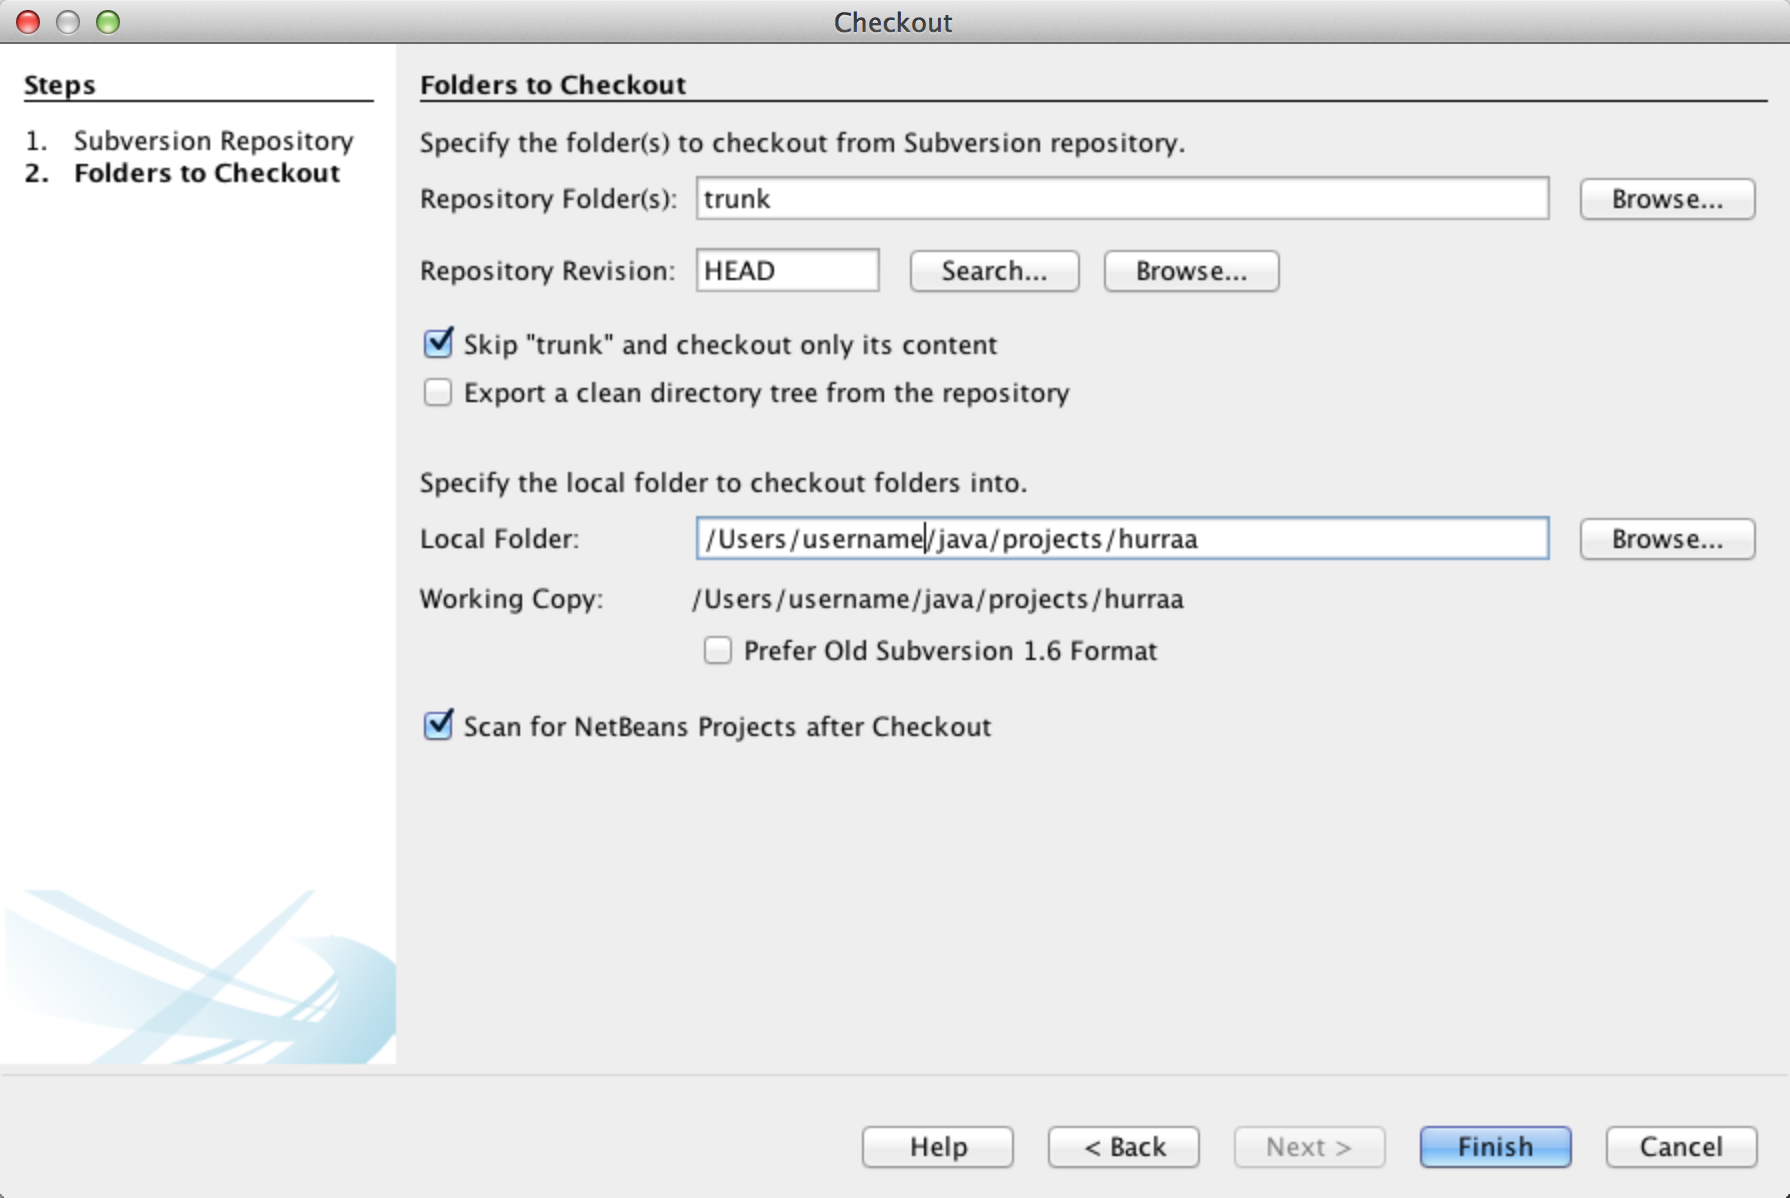 Checkout
Steps
1. Subversion Repository
2. Folders to Checkout
Folders to Checkout
Specify the folder(s) to checkout from Subversion repository.
Repository Folder(s): trunk Browse...
Repository Revision: HEAD Search... Browse...
Skip "trunk" and checkout only its content
Export a clean directory tree from the repository
Specify the local folder to checkout folders into.
Local Folder: /Users/username/java/projects/hurraa Browse...
Working Copy: /Users/username/java/projects/hurraa
Prefer Old Subversion 1.6 Format
Scan for NetBeans Projects after Checkout
Help < Back Next > Finish Cancel